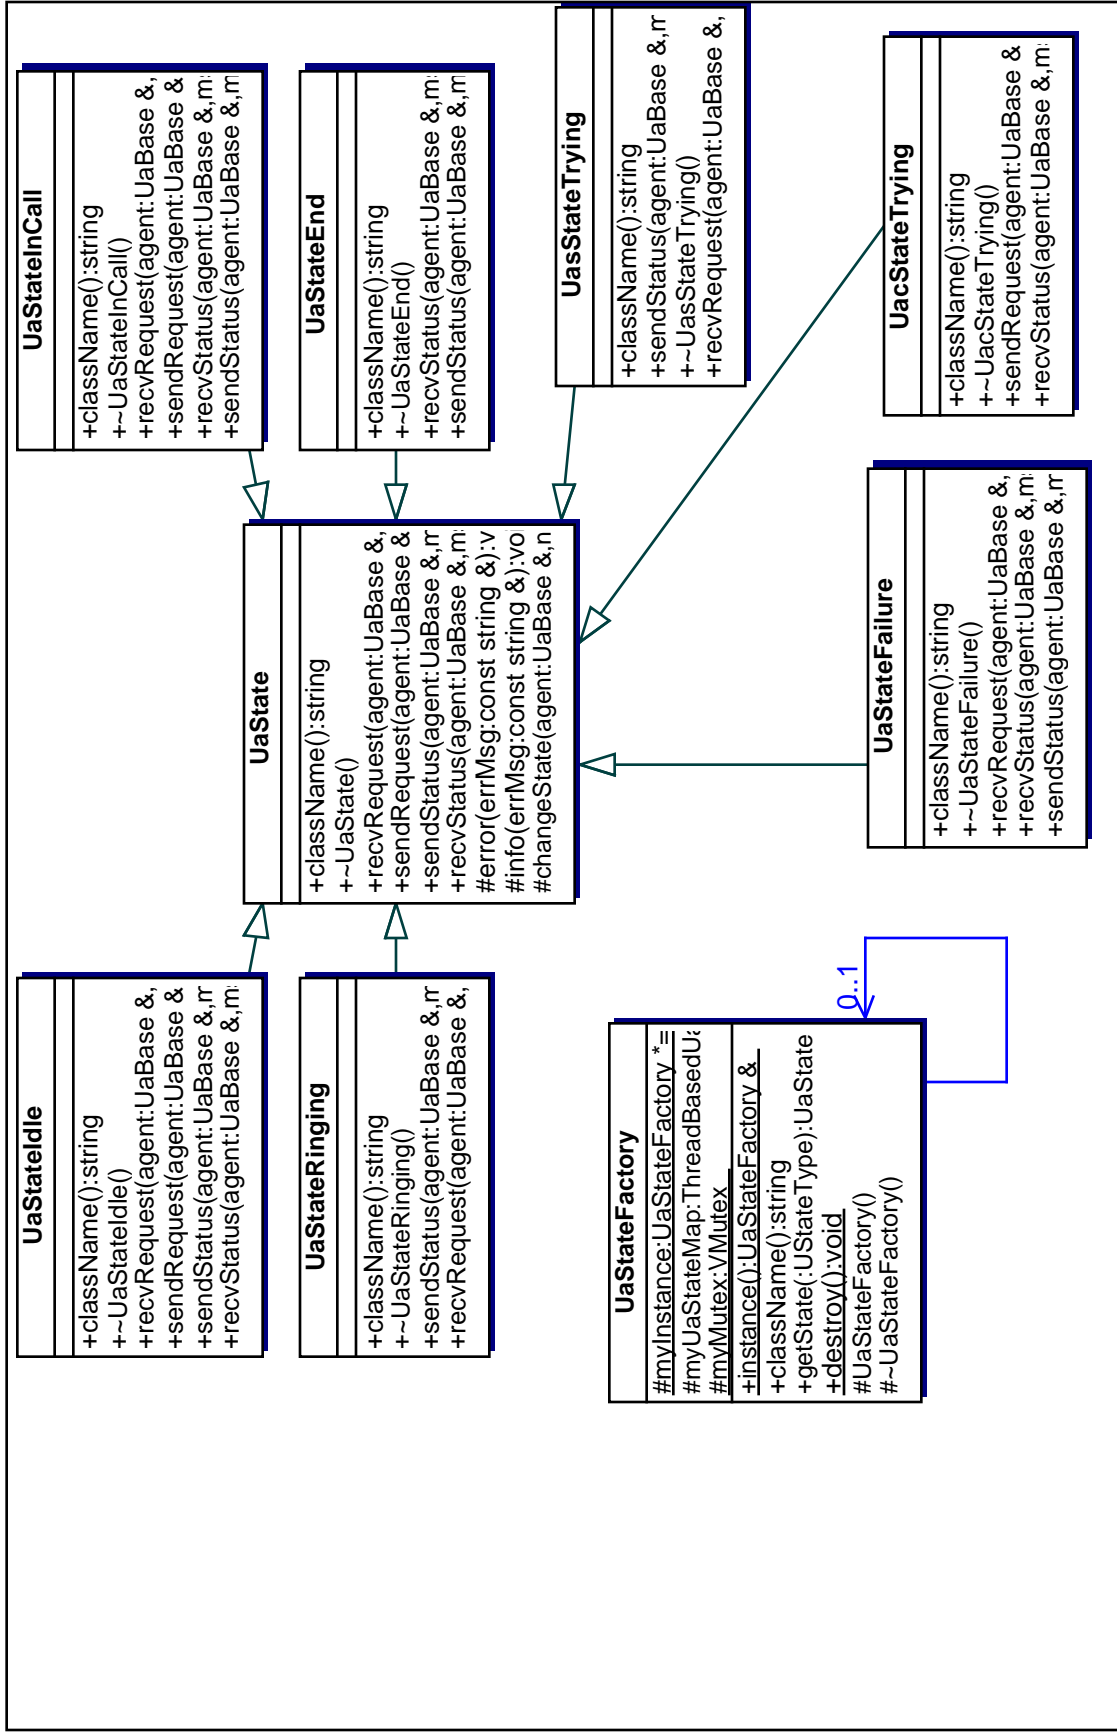 UaStateIdle
+className():string
+~UaStateIdle()
+recvRequest(agent:UaBase &,
+sendRequest(agent:UaBase &
+sendStatus(agent:UaBase &,m
+recvStatus(agent:UaBase &,m
UaStateInCall
+className():string
+~UaStateInCall()
+recvRequest(agent:UaBase &,
+sendRequest(agent:UaBase &
+recvStatus(agent:UaBase &,m
+sendStatus(agent:UaBase &,m
UaState
+className():string
+~UaState()
+recvRequest(agent:UaBase &,
+sendRequest(agent:UaBase &
+sendStatus(agent:UaBase &,m
+recvStatus(agent:UaBase &,m
#error(errMsg:const string &):v
#info(errMsg:const string &):voi
#changeState(agent:UaBase &,n
UaStateRinging
+className():string
+~UaStateRinging()
+sendStatus(agent:UaBase &,m
+recvRequest(agent:UaBase &,
UaStateEnd
+className():string
+~UaStateEnd()
+recvStatus(agent:UaBase &,m
+sendStatus(agent:UaBase &,m
UasStateTrying
+className():string
+sendStatus(agent:UaBase &,m
+~UasStateTrying()
+recvRequest(agent:UaBase &,
UaStateFactory
#myInstance:UaStateFactory *=
#myUaStateMap:ThreadBasedUa
#myMutex:VMutex
+instance():UaStateFactory &
+className():string
+getState(:UStateType):UaState
+destroy():void
#UaStateFactory()
#~UaStateFactory()
0..1
UaStateFailure
+className():string
+~UaStateFailure()
+recvRequest(agent:UaBase &,
+recvStatus(agent:UaBase &,m
+sendStatus(agent:UaBase &,m
UacStateTrying
+className():string
+~UacStateTrying()
+sendRequest(agent:UaBase &
+recvStatus(agent:UaBase &,m